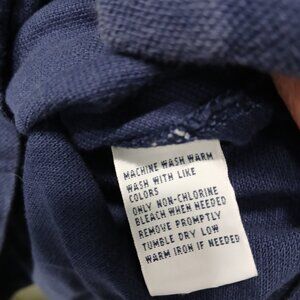 MACHINE WASH WARM
WASH WITH LIKE
COLORS
ONLY NON-CHLORINE
BLEACH WHEN NEEDED
REMOVE PROMPTLY
TUMBLE DRY LOW
WARM IRON IF NEEDED